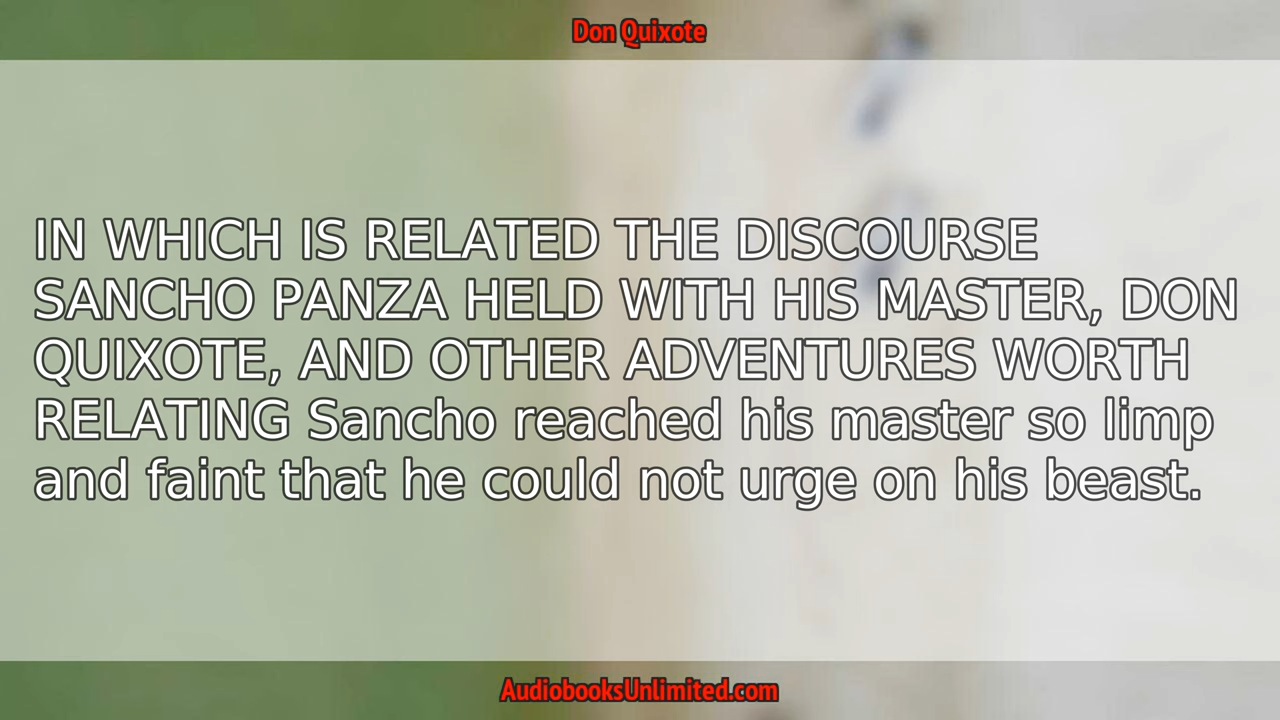 Don Quixote
IN WHICH IS RELATED THE DISCOURSE
SANCHO PANZA HELD WITH HIS MASTER, DON
QUIXOTE, AND OTHER ADVENTURES WORTH
RELATING Sancho reached his master so limp
and faint that he could not urge on his beast.
AudiobooksUnlimited.com